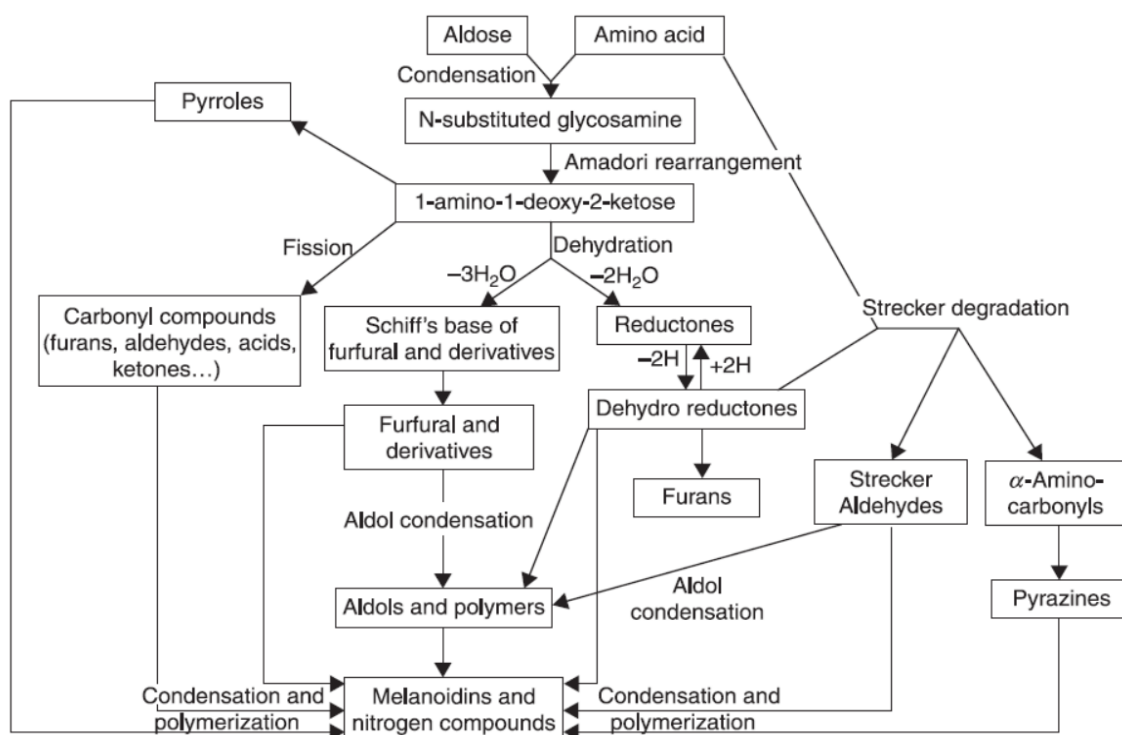 Aldose
Amino acid
Condensation
Pyrroles
N-substituted glycosamine
Amadori rearrangement
1-amino-1-deoxy-2-ketose
Fission
Dehydration
–3H₂O
–2H₂O
Carbonyl compounds
(furans, aldehydes, acids,
ketones…)
Schiff's base of
furfural and derivatives
Reductones
Strecker degradation
–2H
+2H
Dehydro reductones
Furfural and
derivatives
Furans
Strecker
Aldehydes
α-Amino-
carbonyls
Aldol condensation
Aldols and polymers
Aldol
condensation
Pyrazines
Condensation and
polymerization
Melanoidins and
nitrogen compounds
Condensation and
polymerization